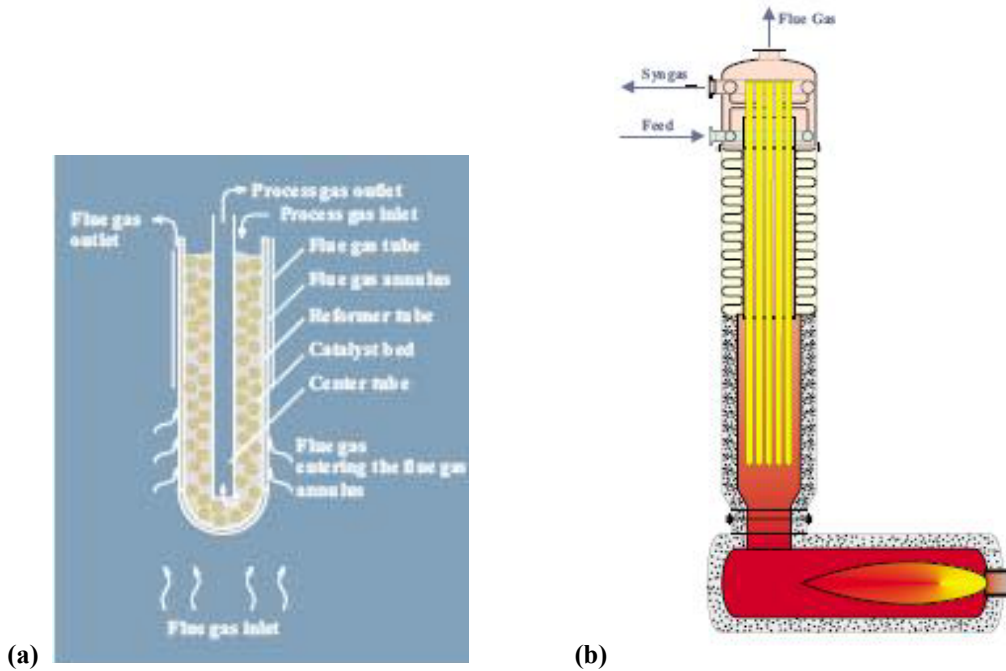 Flue Gas
Syngas
Feed
Process gas outlet
Process gas inlet
Flue gas
outlet
Flue gas tube
Flue gas annulus
Reformer tube
Catalyst bed
Center tube
Flue gas
entering the flue gas
annulus
Flue gas inlet
(a)
(b)